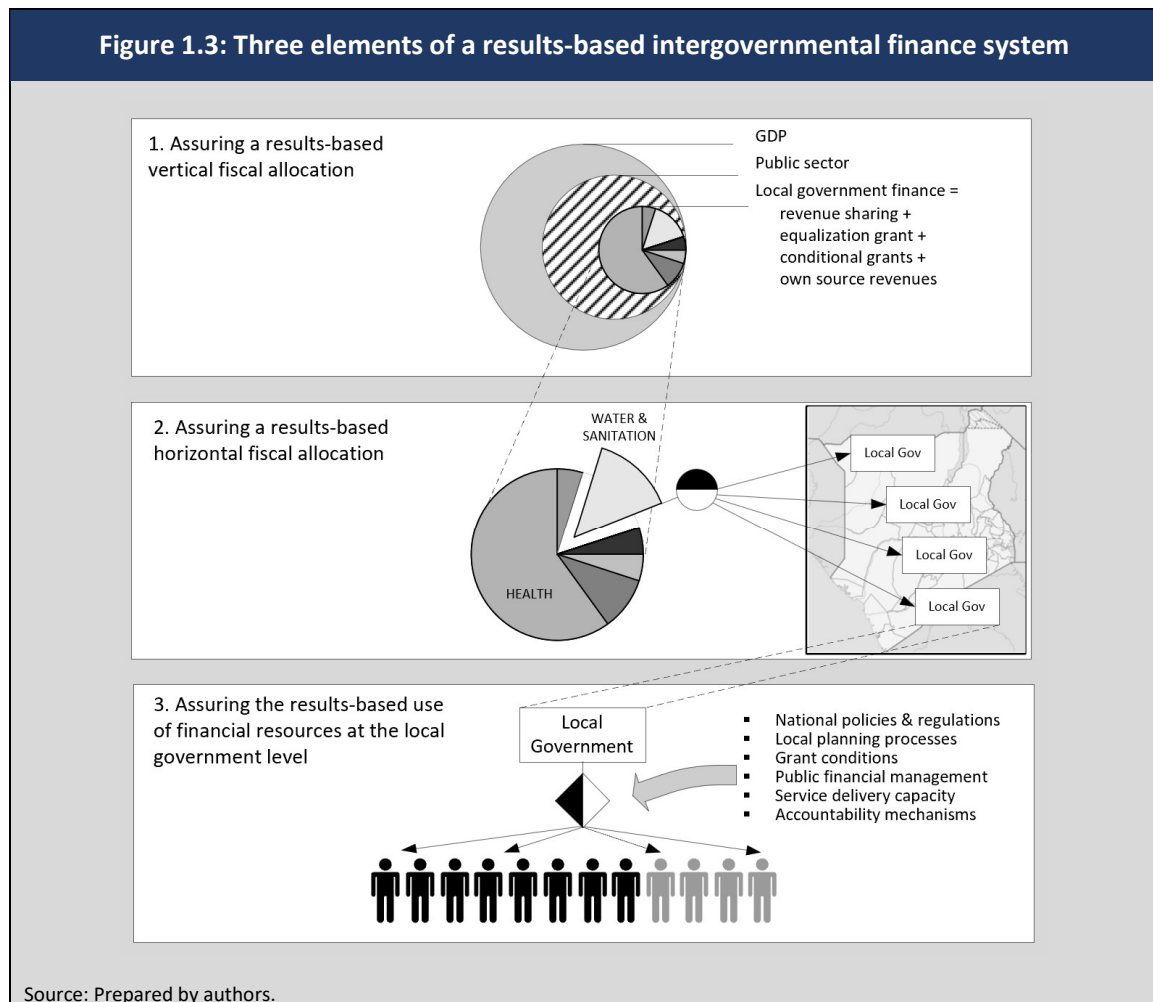 Figure 1.3: Three elements of a results-based intergovernmental finance system
1. Assuring a results-based
vertical fiscal allocation
GDP
Public sector
Local government finance =
revenue sharing +
equalization grant +
conditional grants +
own source revenues
2. Assuring a results-based
horizontal fiscal allocation
WATER &
SANITATION
HEALTH
Local Gov
Local Gov
Local Gov
Local Gov
3. Assuring the results-based use
of financial resources at the local
government level
Local
Government
▪ National policies & regulations
▪ Local planning processes
▪ Grant conditions
▪ Public financial management
▪ Service delivery capacity
▪ Accountability mechanisms
Source: Prepared by authors.